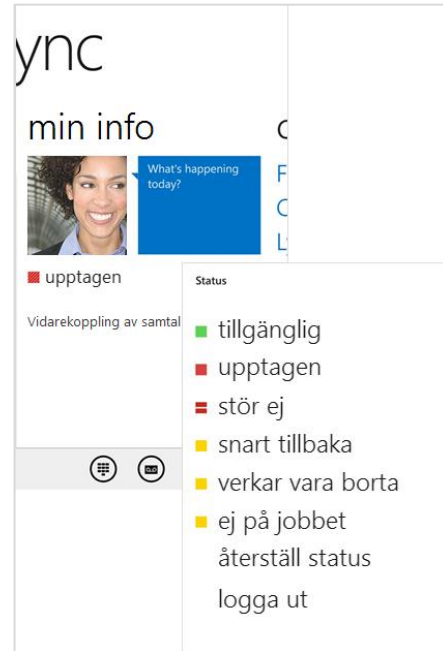 ync
min info
What's happening
today?
upptagen
Vidarekoppling av samtal
Status
tillgänglig
upptagen
stör ej
snart tillbaka
verkar vara borta
ej på jobbet
återställ status
logga ut